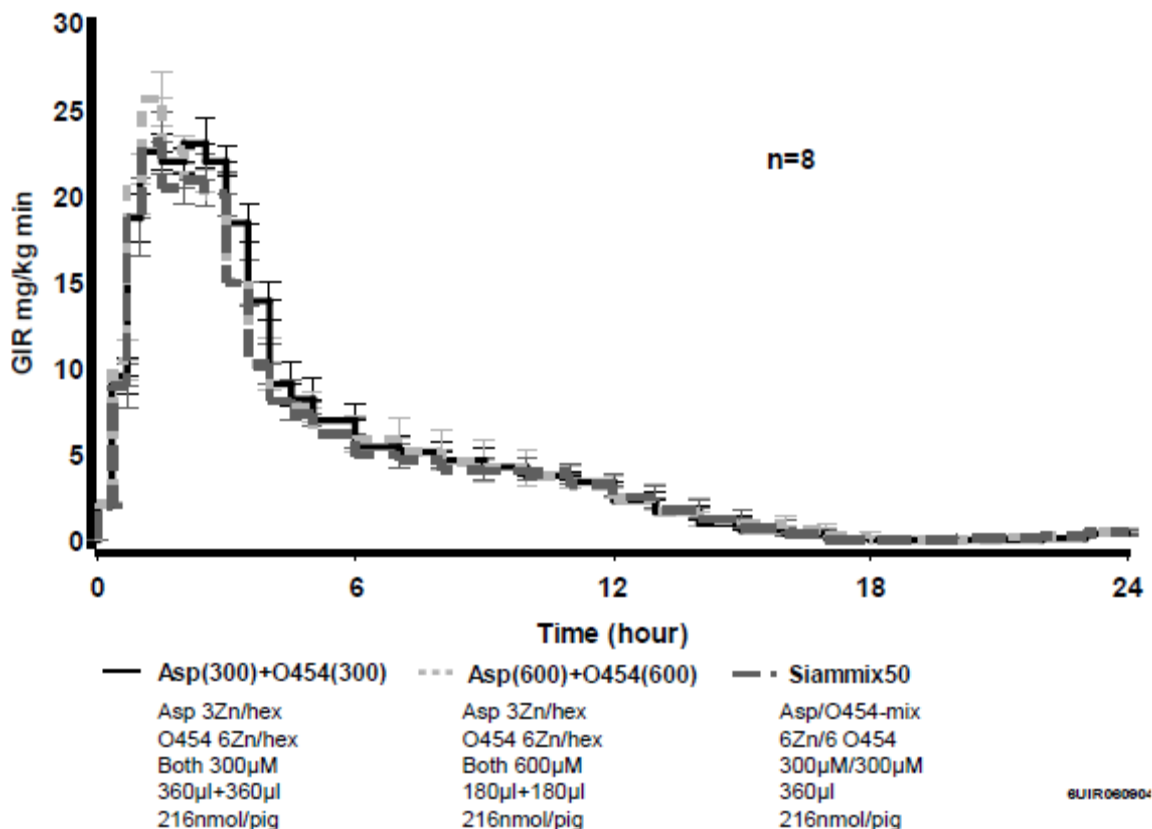 30
25
20
15
10
5
0
GIR mg/kg min
n=8
0 6 12 18 24
Time (hour)
Asp(300)+O454(300) Asp(600)+O454(600) Siammix50
Asp 3Zn/hex Asp 3Zn/hex Asp/O454-mix
O454 6Zn/hex O454 6Zn/hex 6Zn/6 O454
Both 300µM Both 600µM 300µM/300µM
360µl+360µl 180µl+180µl 360µl
216nmol/pig 216nmol/pig 216nmol/pig